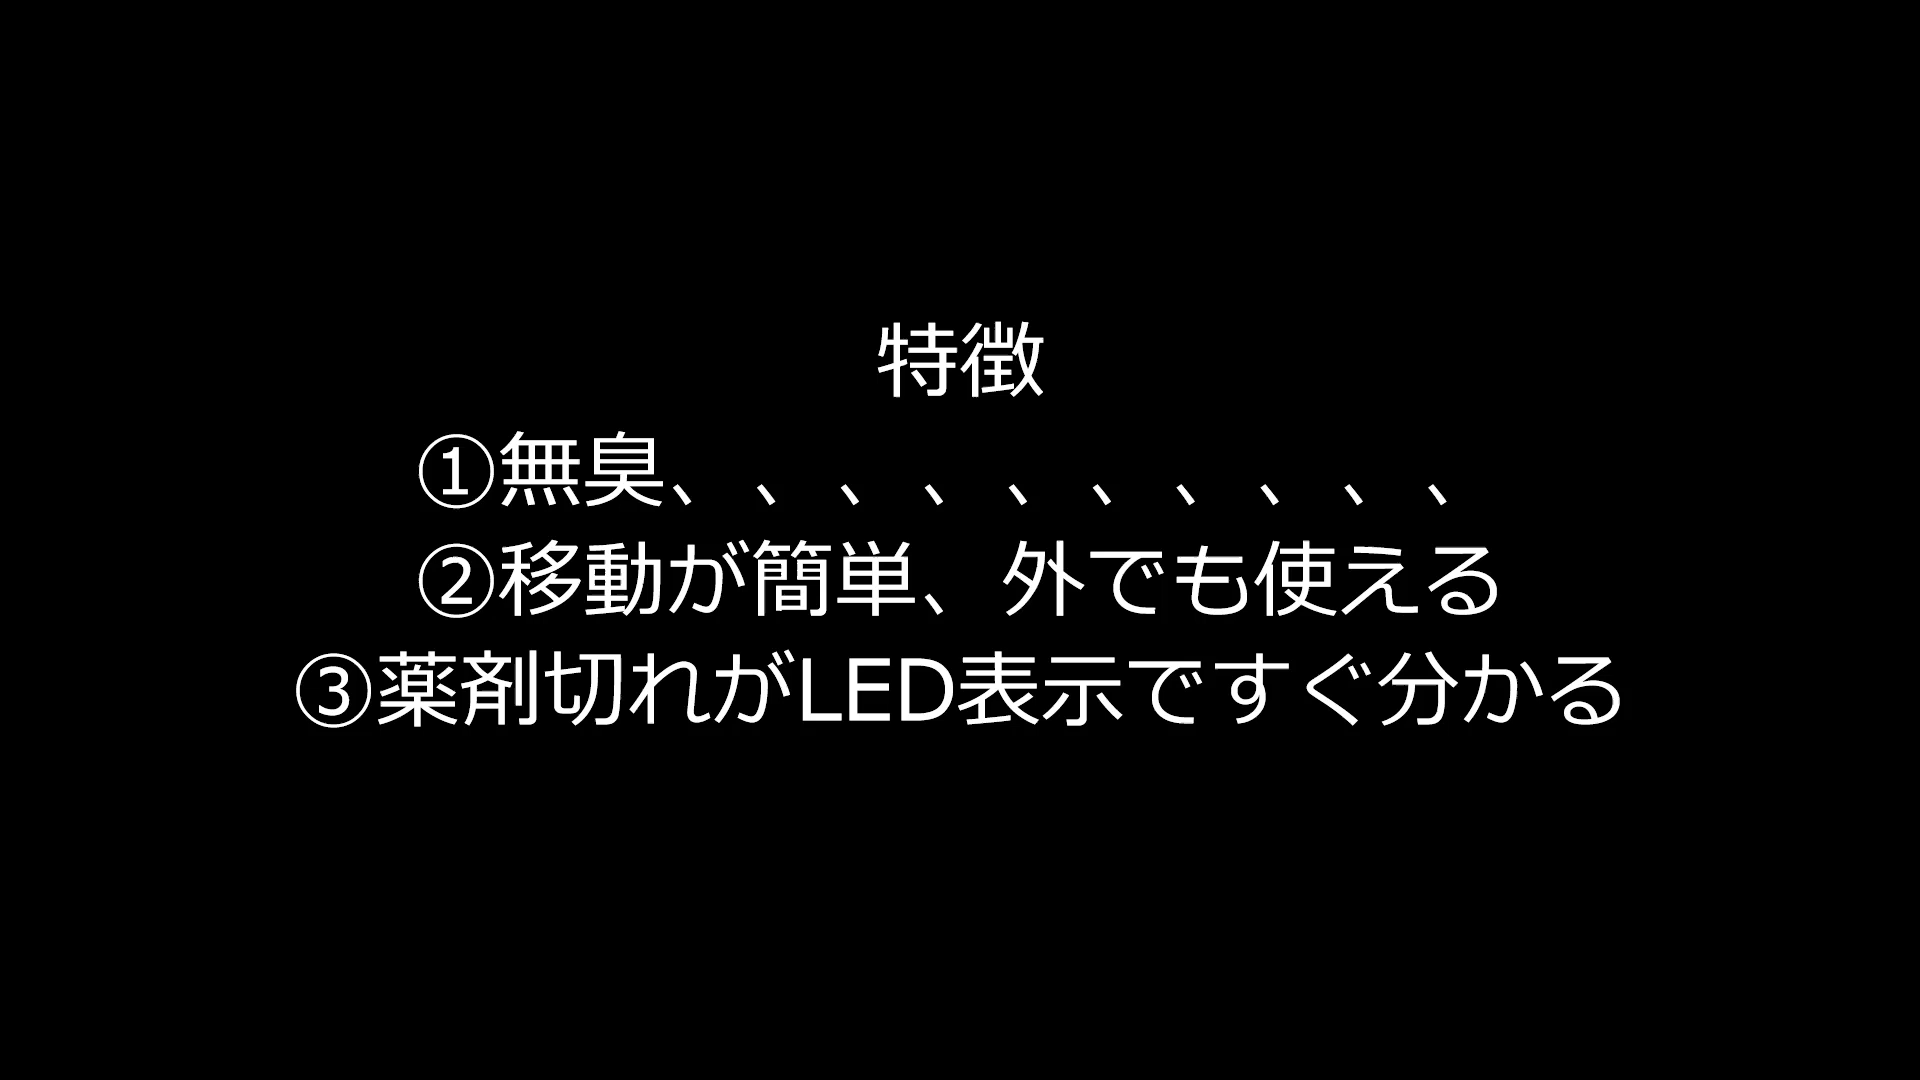 特徴
①無臭、、、、、、、、、、
②移動が簡単、外でも使える
③薬剤切れがLED表示ですぐ分かる